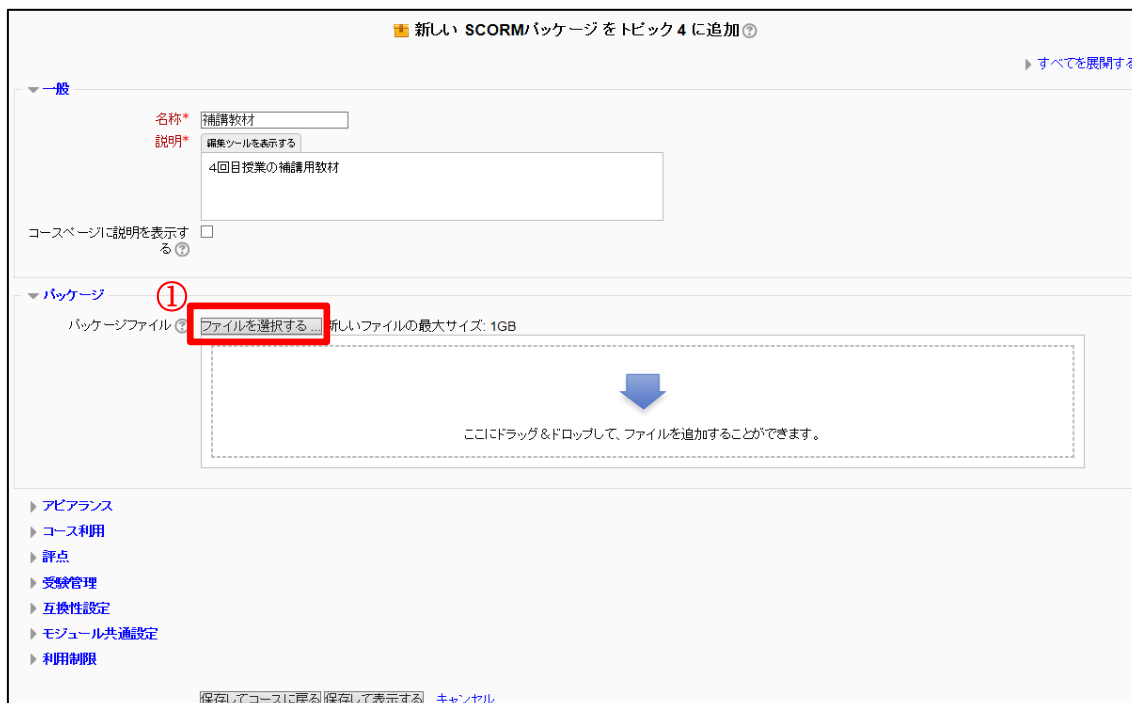 新しい SCORMパッケージ をトピック 4 に追加?
すべてを展開する
一般
名称* 補講教材
説明* 編集ツールを表示する
4回目授業の補講用教材
コースページに説明を表示す
る?
パッケージ
①
パッケージファイル? ファイルを選択する ... 新しいファイルの最大サイズ: 1GB
ここにドラッグ&ドロップして、ファイルを追加することができます。
アピアランス
コース利用
評点
受験管理
互換性設定
モジュール共通設定
利用制限
保存してコースに戻る 保存して表示する キャンセル